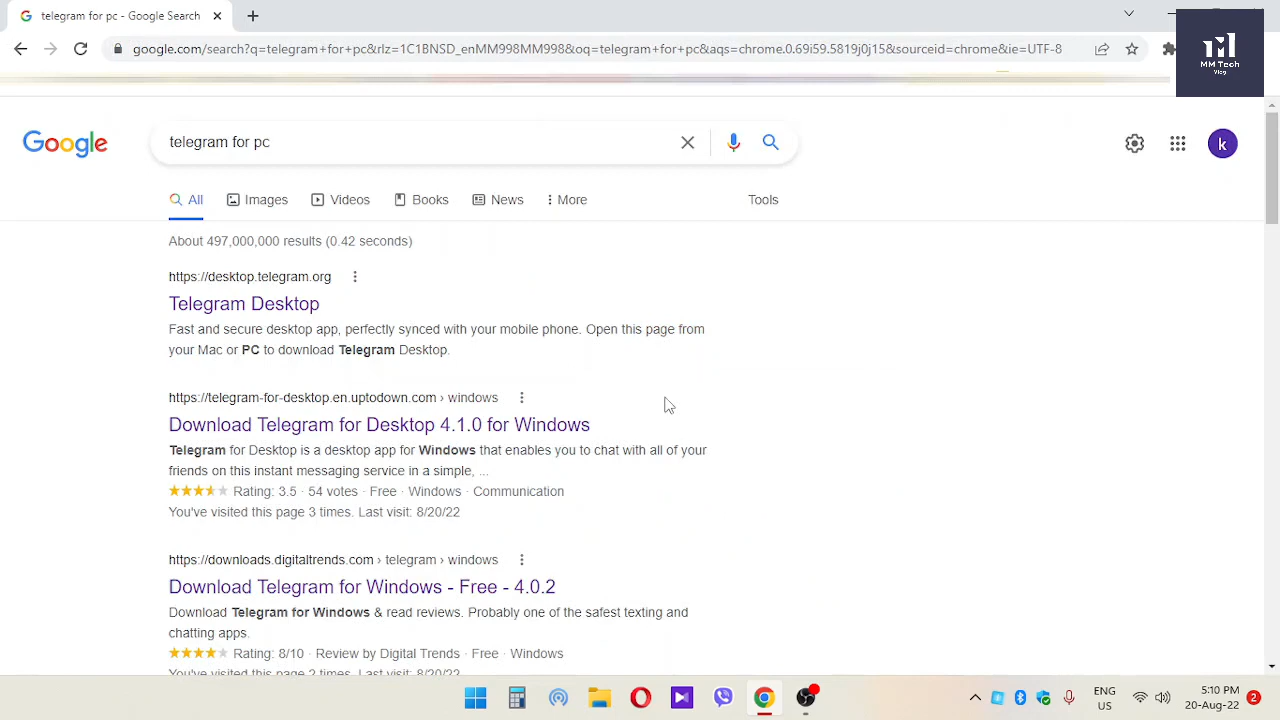 telegram for pc - Google Search
google.com/search?q=telegram+for+pc&rlz=1C1BNSD_enMM998MM998&oq=telegram+for+pc&aqs=chrome.0.69i59.5819j0j15&sourceid=chrome&ie=UTF-8
MM Tech
Vlog
Google
telegram for pc
k
All Images Videos Books News More Tools
About 497,000,000 results (0.42 seconds)
https://desktop.telegram.org
Telegram Desktop
Fast and secure desktop app, perfectly synced with your mobile phone. Open this page from
your Mac or PC to download Telegram Desktop.
https://telegram-for-desktop.en.uptodown.com › windows
Download Telegram for Desktop 4.1.0 for Windows
Telegram for Desktop is a desktop app for Windows that enables you to chat with all of your
friends on this instant messaging service in a simple, ...
Rating: 3.5 · 54 votes · Free · Windows · Communication
You've visited this page 3 times. Last visit: 8/20/22
https://downloads.digitaltrends.com › telegram › windows
Download Telegram for Windows - Free - 4.0.2
Download Telegram for Windows & read reviews. Probably one of the safest texting and
chatting apps.
Rating: 8/10 · Review by Digital Trends · Free · Windows
You've visited this page 2 times. Last visit: 8/20/22
ENG
US
5:10 PM
20-Aug-22
2